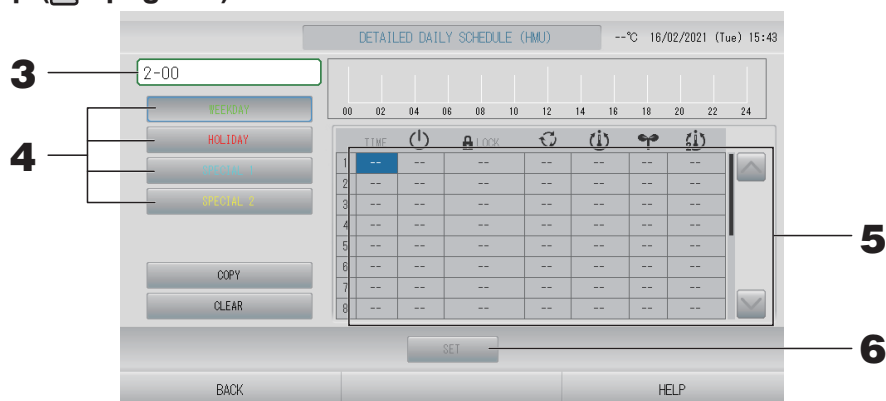 DETAILED DAILY SCHEDULE (HMU) --℃ 16/02/2021 (Tue) 15:43
3
2-00
4
WEEKDAY
HOLIDAY
SPECIAL 1
SPECIAL 2
COPY
CLEAR
00 02 04 06 08 10 12 14 16 18 20 22 24
TIME LOCK
1 -- -- -- -- -- -- --
2 -- -- -- -- -- -- --
3 -- -- -- -- -- -- --
4 -- -- -- -- -- -- --
5 -- -- -- -- -- -- --
6 -- -- -- -- -- -- --
7 -- -- -- -- -- -- --
8 -- -- -- -- -- -- --
5
SET
6
BACK HELP